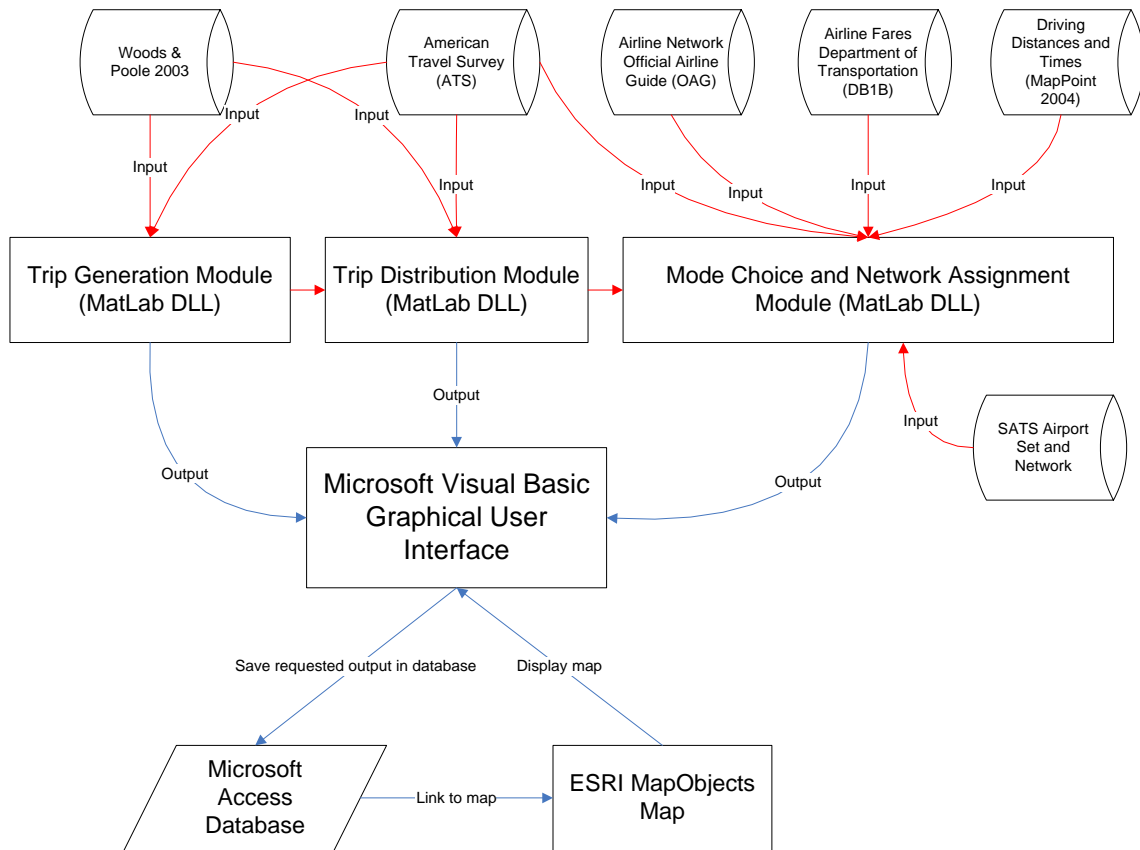 Woods &
Poole 2003
American
Travel Survey
(ATS)
Airline Network
Official Airline
Guide (OAG)
Airline Fares
Department of
Transportation
(DB1B)
Driving
Distances and
Times
(MapPoint
2004)
Input
Input
Input
Input
Input
Input
Input
Input
Trip Generation Module
(MatLab DLL)
Trip Distribution Module
(MatLab DLL)
Mode Choice and Network Assignment
Module (MatLab DLL)
Output
Output
Output
Input
SATS Airport
Set and
Network
Microsoft Visual Basic
Graphical User
Interface
Save requested output in database
Display map
Microsoft
Access
Database
Link to map
ESRI MapObjects
Map